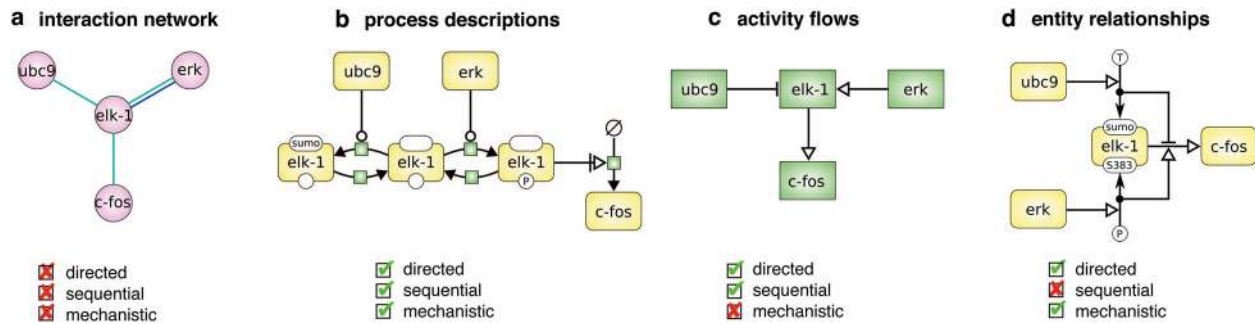 a interaction network
ubc9
erk
elk-1
c-fos
directed
sequential
mechanistic
b process descriptions
ubc9
erk
sumo
elk-1
elk-1
elk-1
P
∅
c-fos
directed
sequential
mechanistic
c activity flows
ubc9
elk-1
erk
c-fos
directed
sequential
mechanistic
d entity relationships
T
ubc9
sumo
elk-1
c-fos
S383
erk
P
directed
sequential
mechanistic